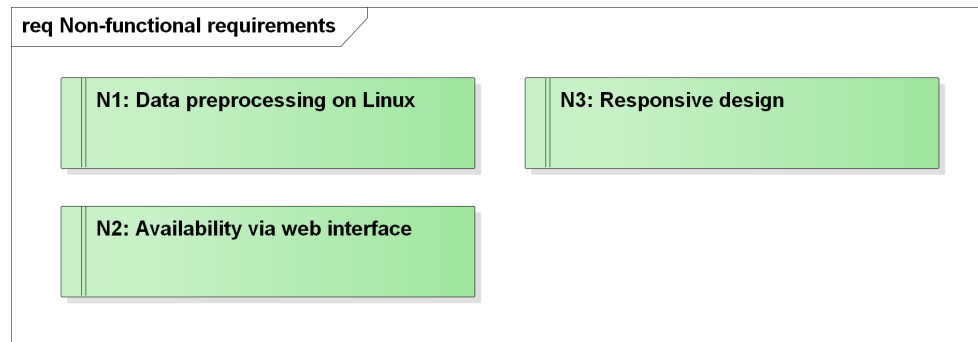 req Non-functional requirements
N1: Data preprocessing on Linux
N3: Responsive design
N2: Availability via web interface